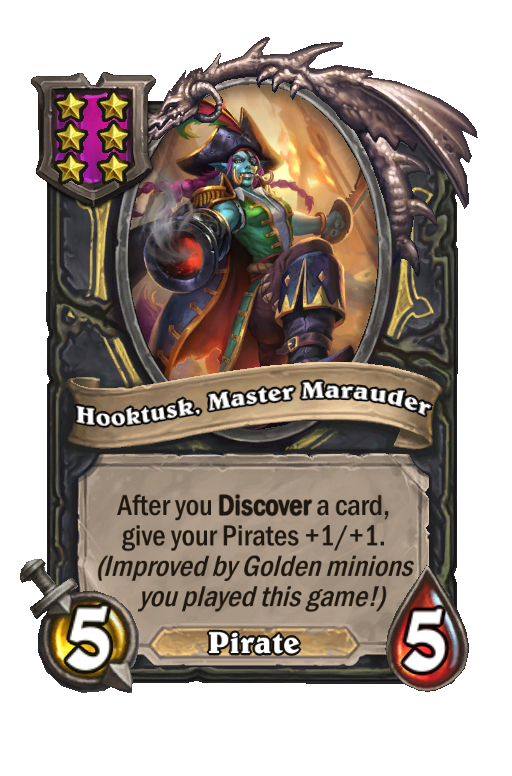 Hooktusk, Master Marauder
After you Discover a card,
give your Pirates +1/+1.
(Improved by Golden minions
you played this game!)
5
Pirate
5